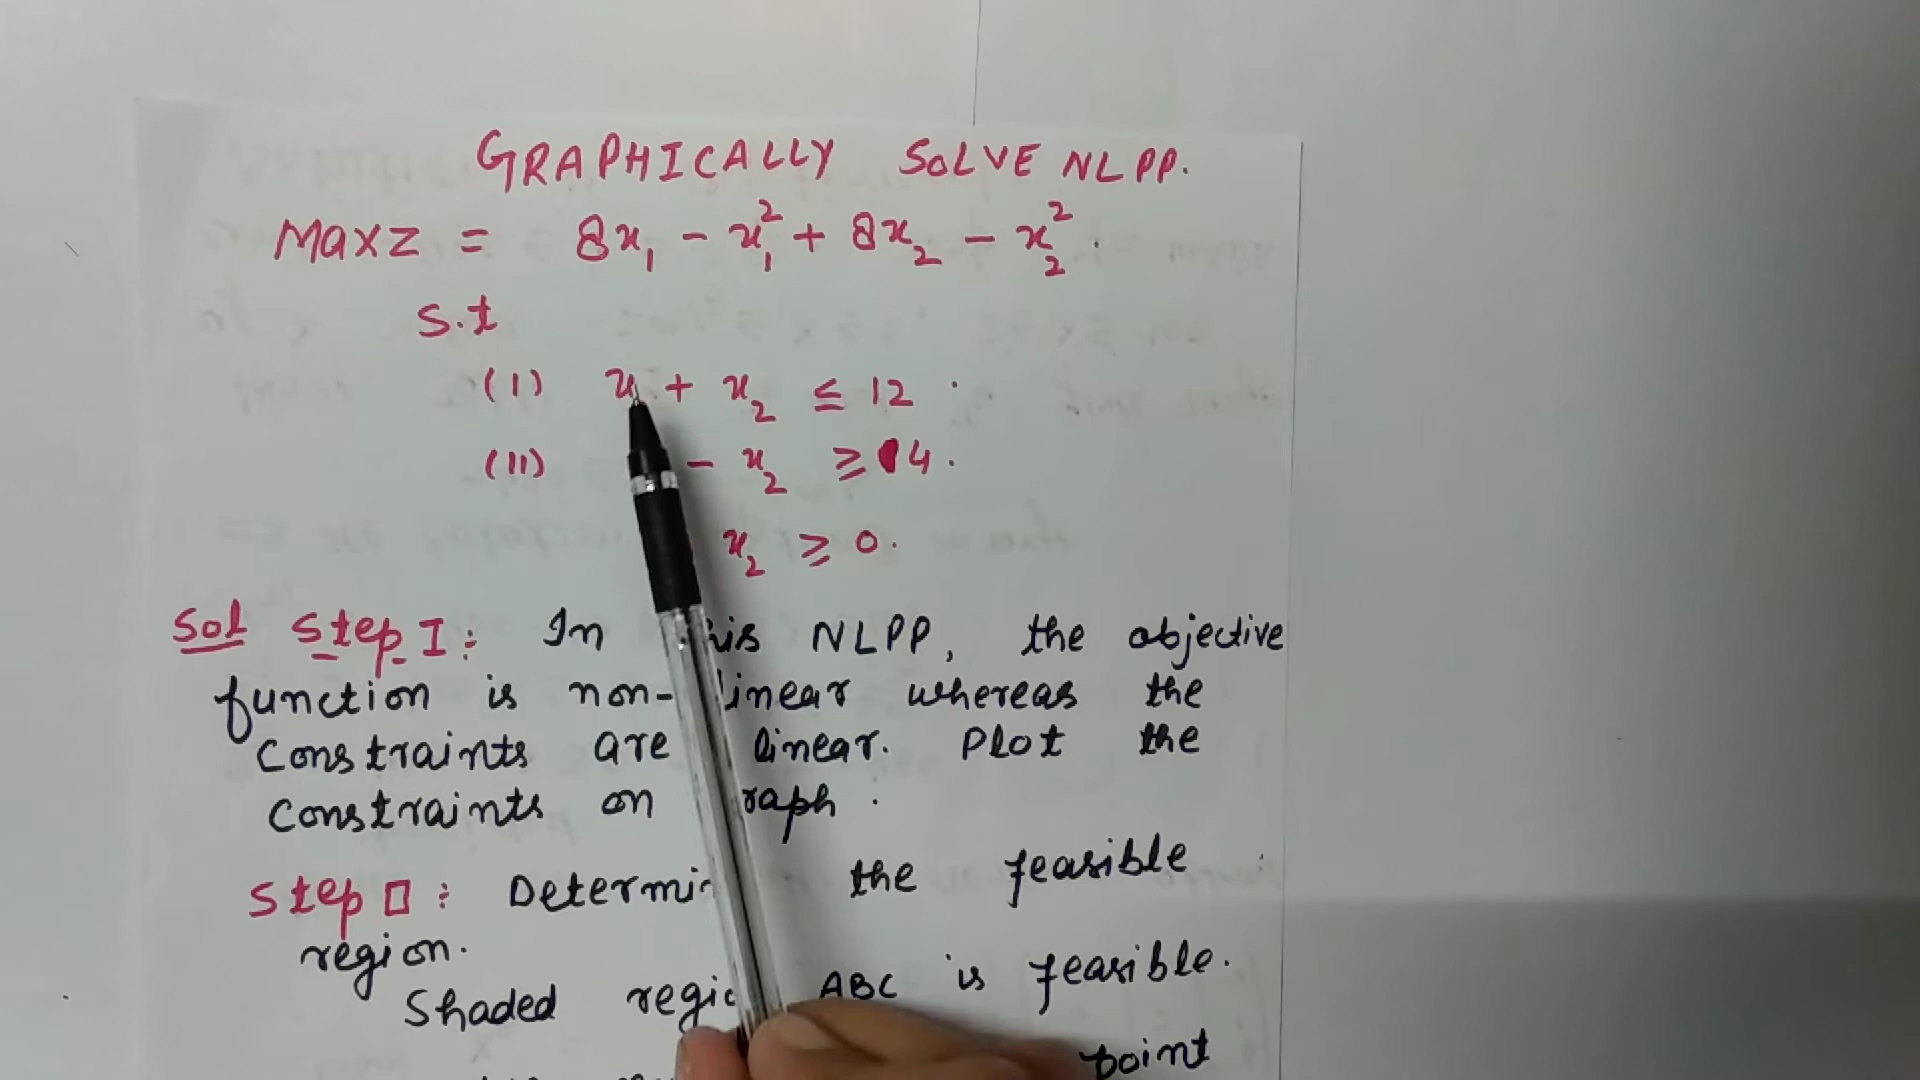 GRAPHICALLY SOLVE NLPP.
Max z = 8x₁ - x₁² + 8x₂ - x₂².
s.t
(I) x + x₂ ≤ 12
(II) - x₂ ≥ 4.
x₂ ≥ 0.
Sol Step I: In NLPP, the objective
function is non-linear whereas the
constraints are linear. Plot the
constraints on
Step II: the feasible
region.
Shaded ABC is feasible.
point